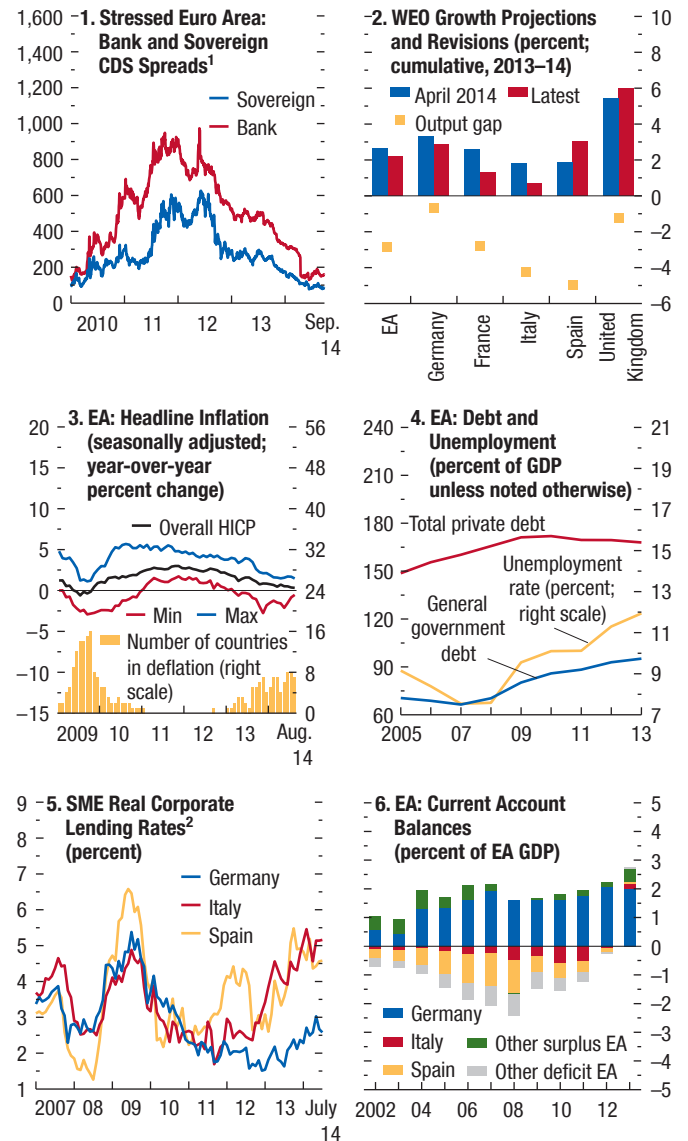 1. Stressed Euro Area:
Bank and Sovereign
CDS Spreads1
1,600
1,400
1,200
1,000
800
600
400
200
0
Sovereign
Bank
2010 11 12 13 Sep.
14
2. WEO Growth Projections
and Revisions (percent;
cumulative, 2013–14)
April 2014 Latest
Output gap
10
8
6
4
2
0
–2
–4
–6
EA
Germany
France
Italy
Spain
United
Kingdom
3. EA: Headline Inflation
(seasonally adjusted;
year-over-year
percent change)
20
15
10
5
0
–5
–10
–15
56
48
40
32
24
16
8
0
Overall HICP
Min Max
Number of countries
in deflation (right
scale)
2009 10 11 12 13 Aug.
14
4. EA: Debt and
Unemployment
(percent of GDP
unless noted otherwise)
240
210
180
150
120
90
60
21
19
17
15
13
11
9
7
Total private debt
Unemployment
rate (percent;
right scale)
General
government
debt
2005 07 09 11 13
5. SME Real Corporate
Lending Rates2
(percent)
9
8
7
6
5
4
3
2
1
Germany
Italy
Spain
2007 08 09 10 11 12 13 July
14
6. EA: Current Account
Balances
(percent of EA GDP)
5
4
3
2
1
0
–1
–2
–3
–4
–5
Germany
Italy Other surplus EA
Spain Other deficit EA
2002 04 06 08 10 12